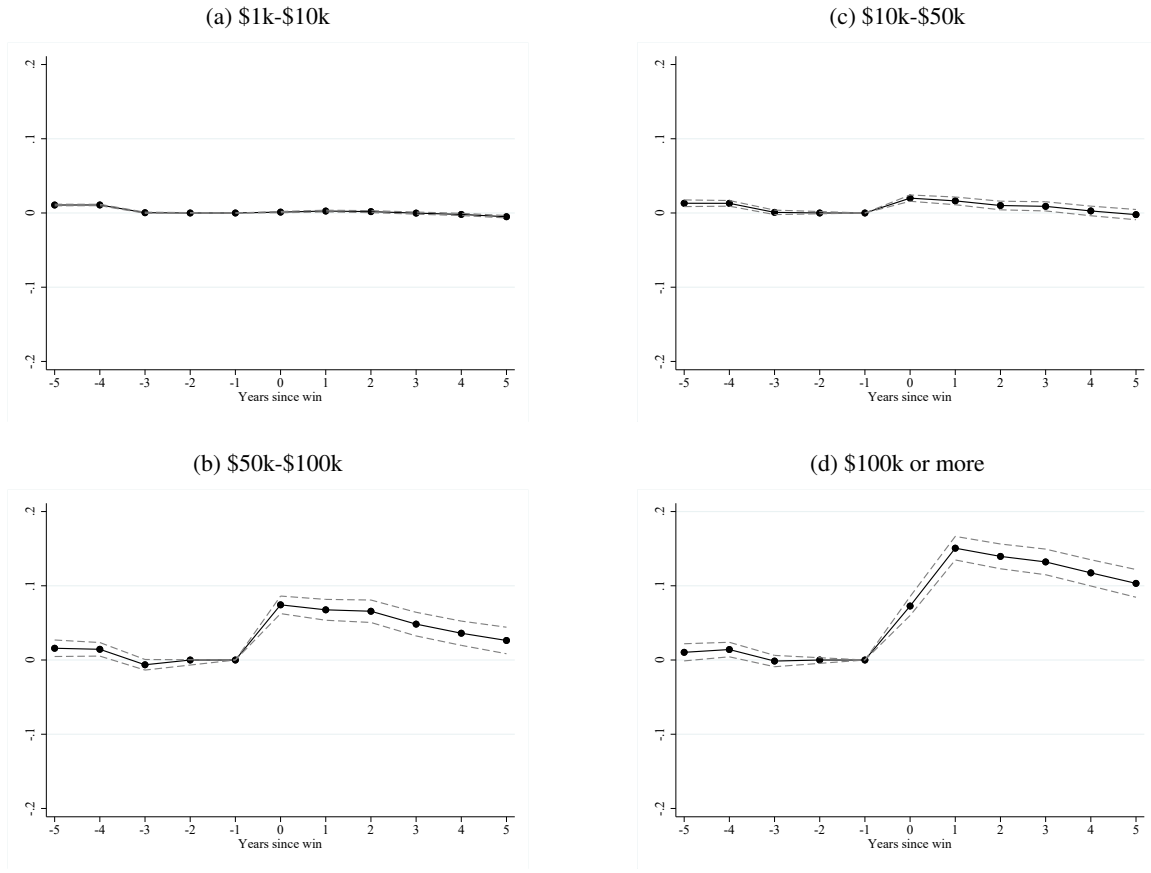 (a) $1k-$10k
.2
.1
0
-.1
-.2
-5 -4 -3 -2 -1 0 1 2 3 4 5
Years since win
(c) $10k-$50k
.2
.1
0
-.1
-.2
-5 -4 -3 -2 -1 0 1 2 3 4 5
Years since win
(b) $50k-$100k
.2
.1
0
-.1
-.2
-5 -4 -3 -2 -1 0 1 2 3 4 5
Years since win
(d) $100k or more
.2
.1
0
-.1
-.2
-5 -4 -3 -2 -1 0 1 2 3 4 5
Years since win